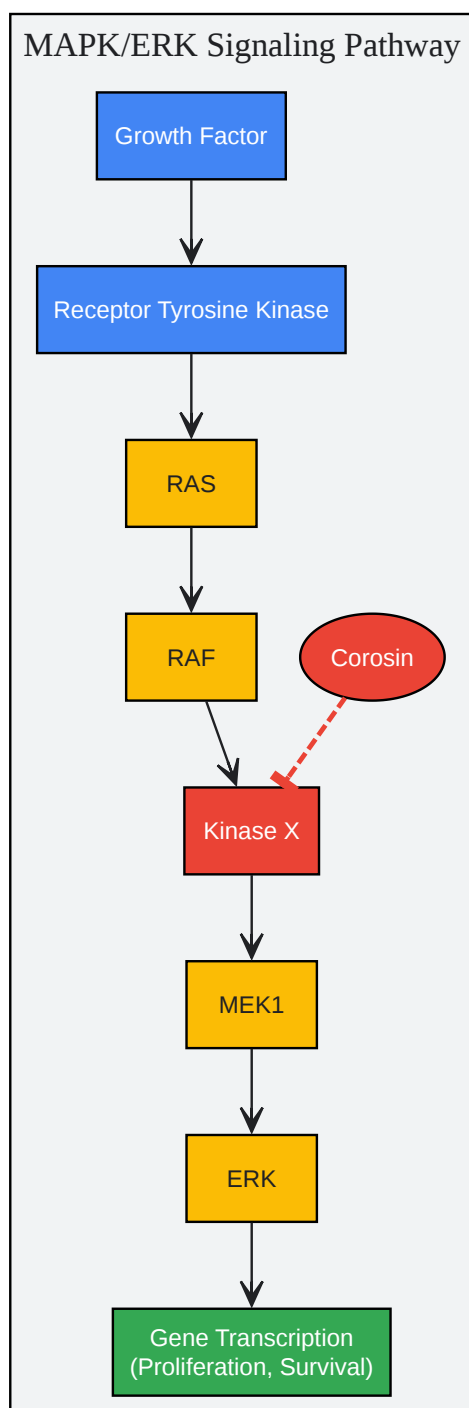 MAPK/ERK Signaling Pathway
Growth Factor
Receptor Tyrosine Kinase
RAS
RAF
Corosin
Kinase X
MEK1
ERK
Gene Transcription
(Proliferation, Survival)